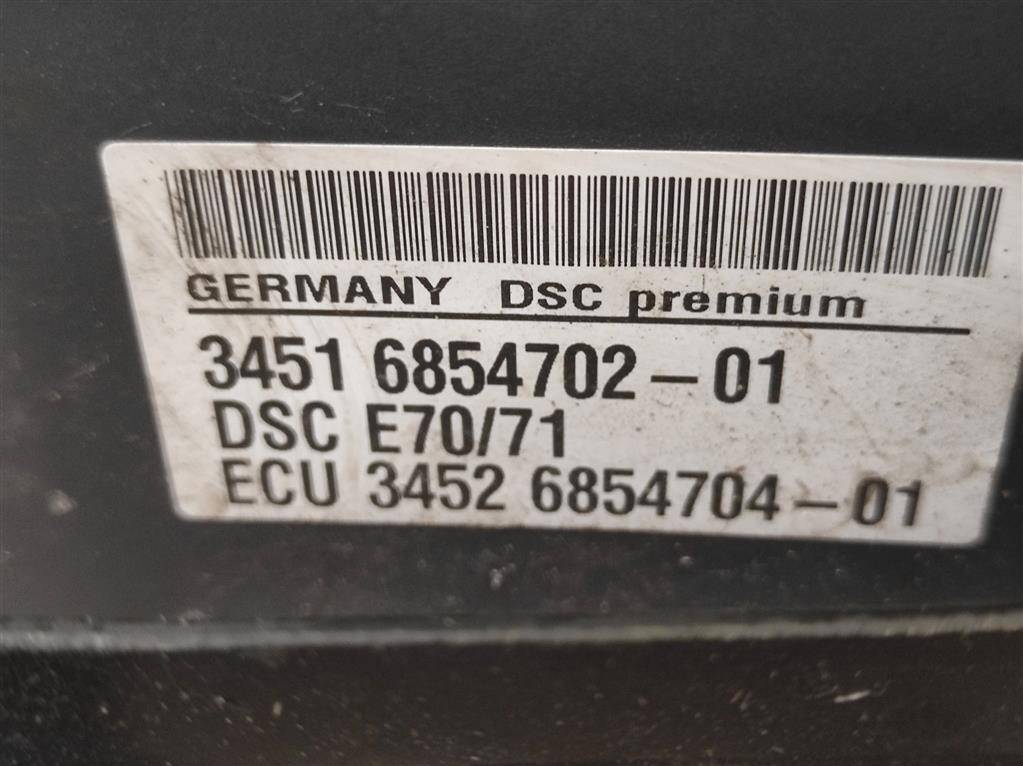 GERMANY DSC premium
3451 6854702-01
DSC E70/71
ECU 3452 6854704-01